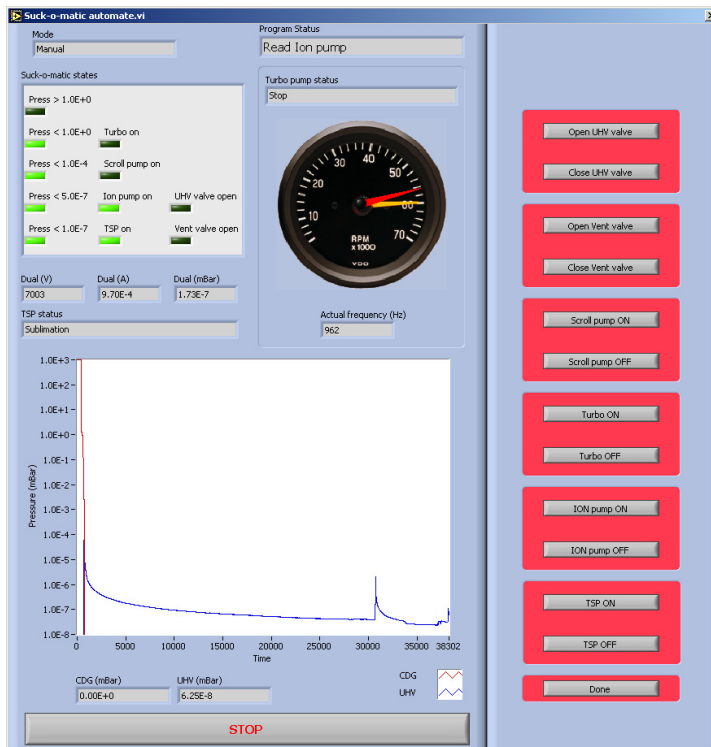 Suck-o-matic automate.vi
Mode
Manual
Program Status
Read Ion pump
Suck-o-matic states
Press > 1.0E+0
Press < 1.0E+0 Turbo on
Press < 1.0E-4 Scroll pump on
Press < 5.0E-7 Ion pump on UHV valve open
Press < 1.0E-7 TSP on Vent valve open
Turbo pump status
Stop
10 20 30 40 50 60 70
RPM
x 1000
VDO
Dual (V) Dual (A) Dual (mBar)
7003 9.70E-4 1.73E-7
TSP status
Sublimation
Actual frequency (Hz)
962
Pressure (mBar)
1.0E+3
1.0E+2
1.0E+1
1.0E+0
1.0E-1
1.0E-2
1.0E-3
1.0E-4
1.0E-5
1.0E-6
1.0E-7
1.0E-8
0 5000 10000 15000 20000 25000 30000 35000 38302
Time
CDG (mBar) UHV (mBar)
0.00E+0 6.25E-8
CDG
UHV
STOP
Open UHV valve
Close UHV valve
Open Vent valve
Close Vent valve
Scroll pump ON
Scroll pump OFF
Turbo ON
Turbo OFF
ION pump ON
ION pump OFF
TSP ON
TSP OFF
Done